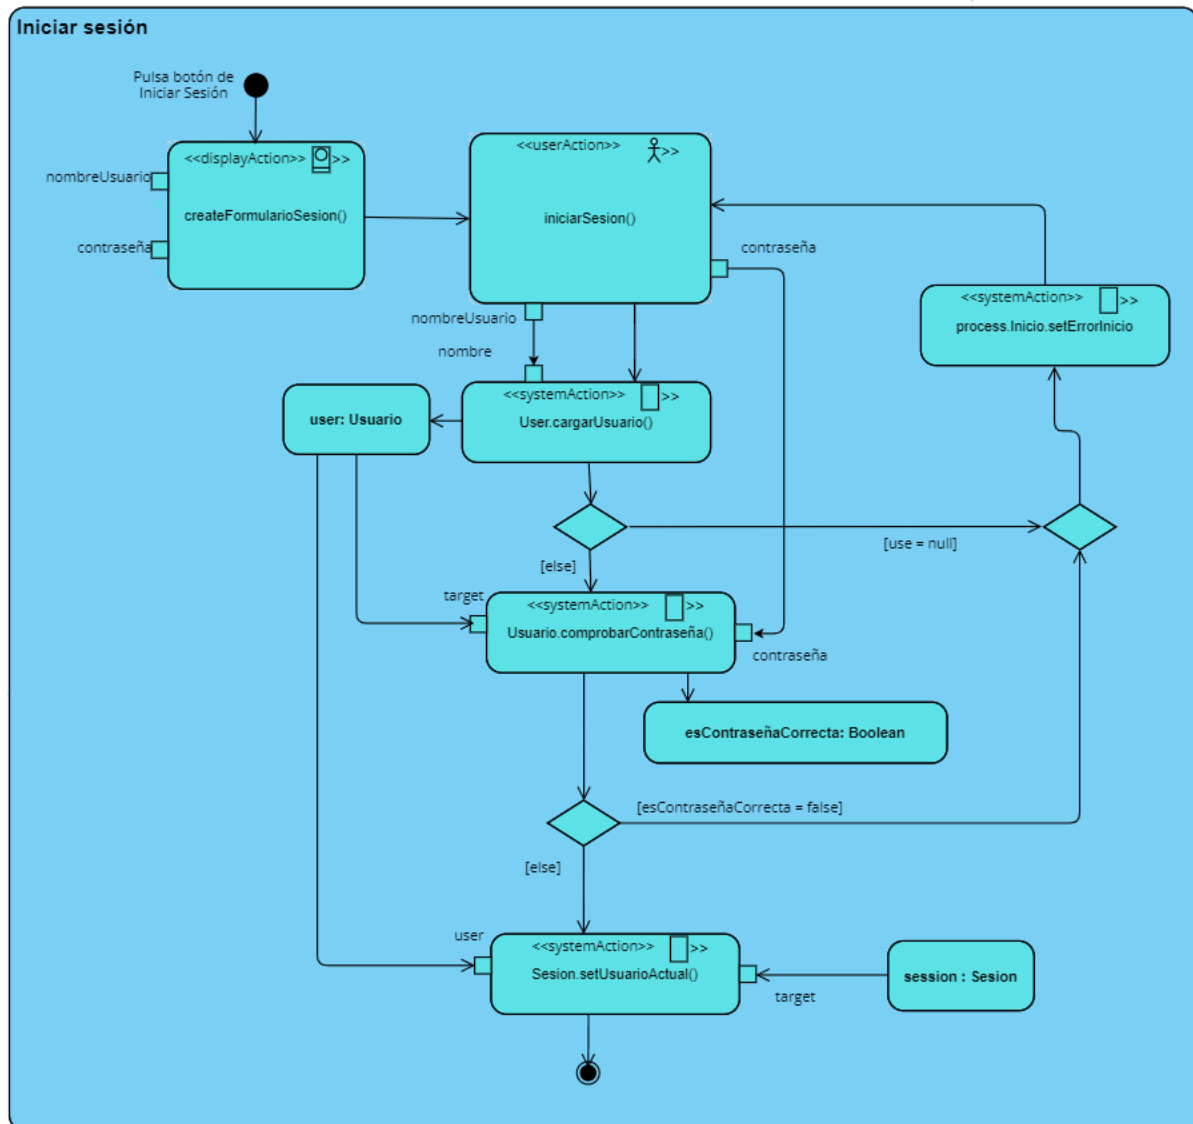 Iniciar sesión
Pulsa botón de
Iniciar Sesión
<<displayAction>> >>
createFormularioSesion()
nombreUsuario
contraseña
<<userAction>> >>
iniciarSesion()
contraseña
nombreUsuario
nombre
<<systemAction>> >>
process.Inicio.setErrorInicio
<<systemAction>> >>
User.cargarUsuario()
user: Usuario
[use = null]
[else]
target
<<systemAction>> >>
Usuario.comprobarContraseña()
contraseña
esContraseñaCorrecta: Boolean
[esContraseñaCorrecta = false]
[else]
user
<<systemAction>> >>
Sesion.setUsuarioActual()
target
session : Sesion